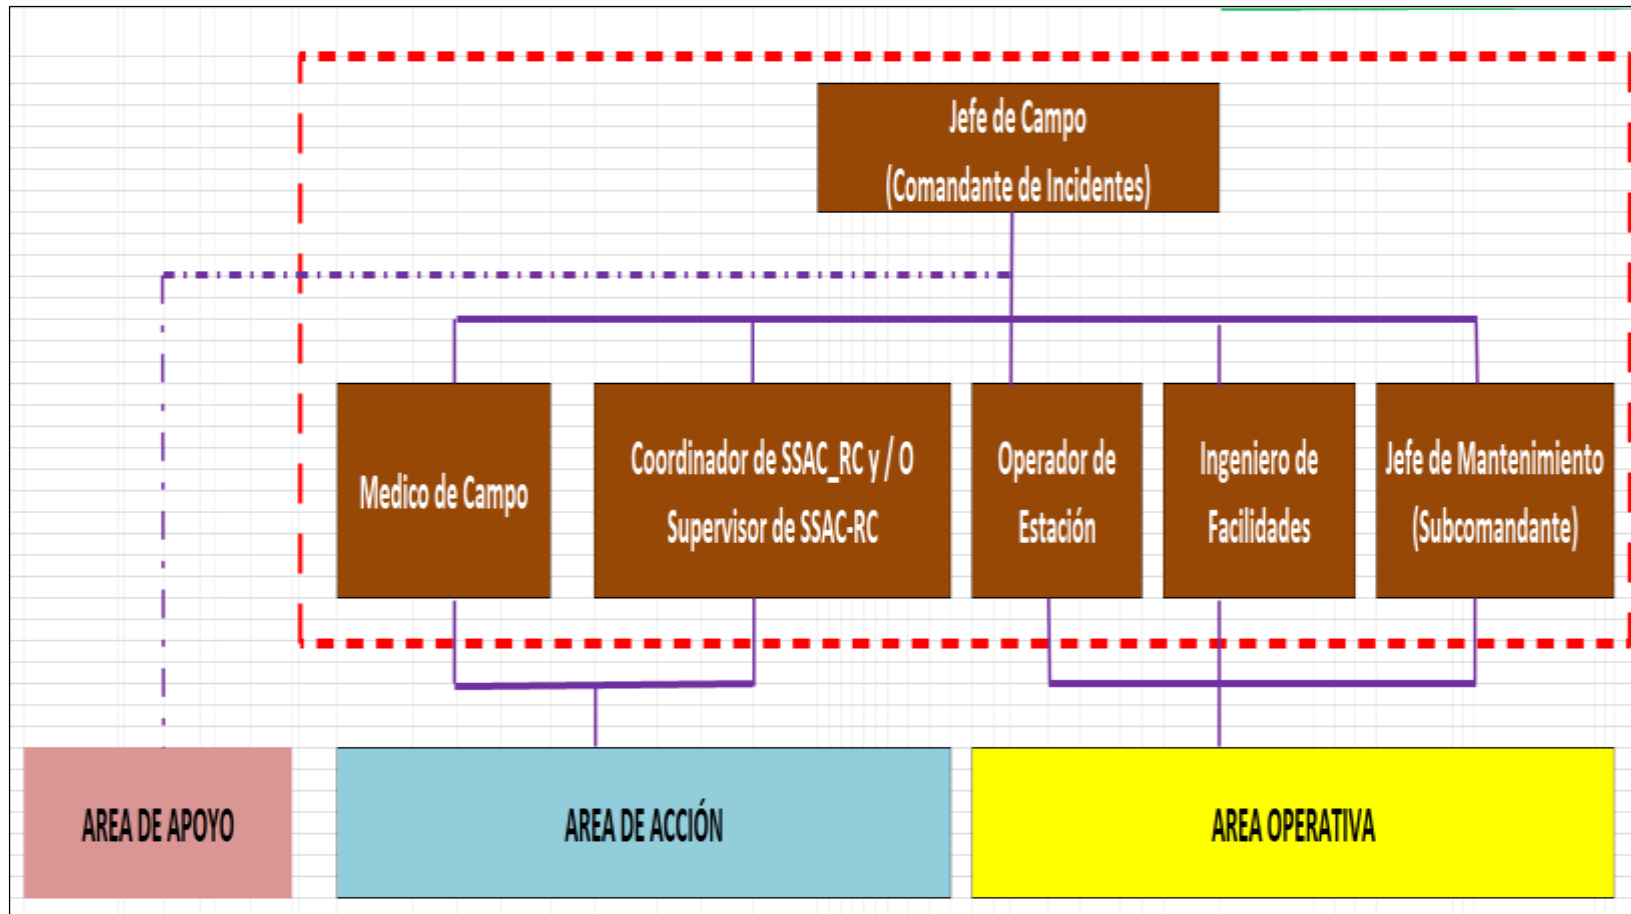 Jefe de Campo
(Comandante de Incidentes)
Medico de Campo
Coordinador de SSAC_RC y / O
Supervisor de SSAC-RC
Operador de
Estación
Ingeniero de
Facilidades
Jefe de Mantenimiento
(Subcomandante)
AREA DE APOYO
AREA DE ACCIÓN
AREA OPERATIVA